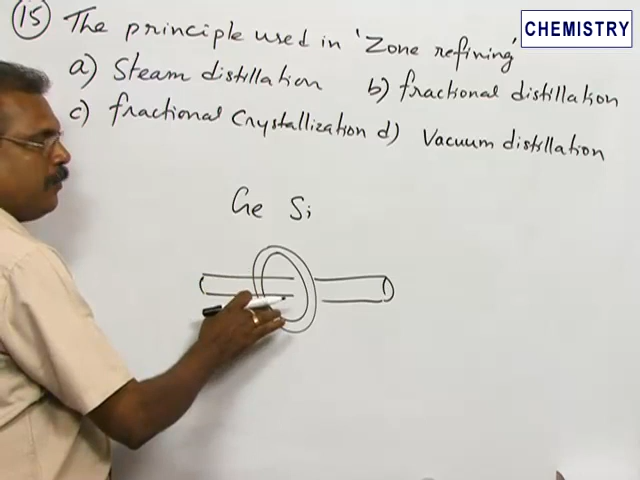 CHEMISTRY
(15) The principle used in 'Zone refining'
a) Steam distillation b) fractional distillation
c) fractional Crystallization d) Vacuum distillation
Ge Si